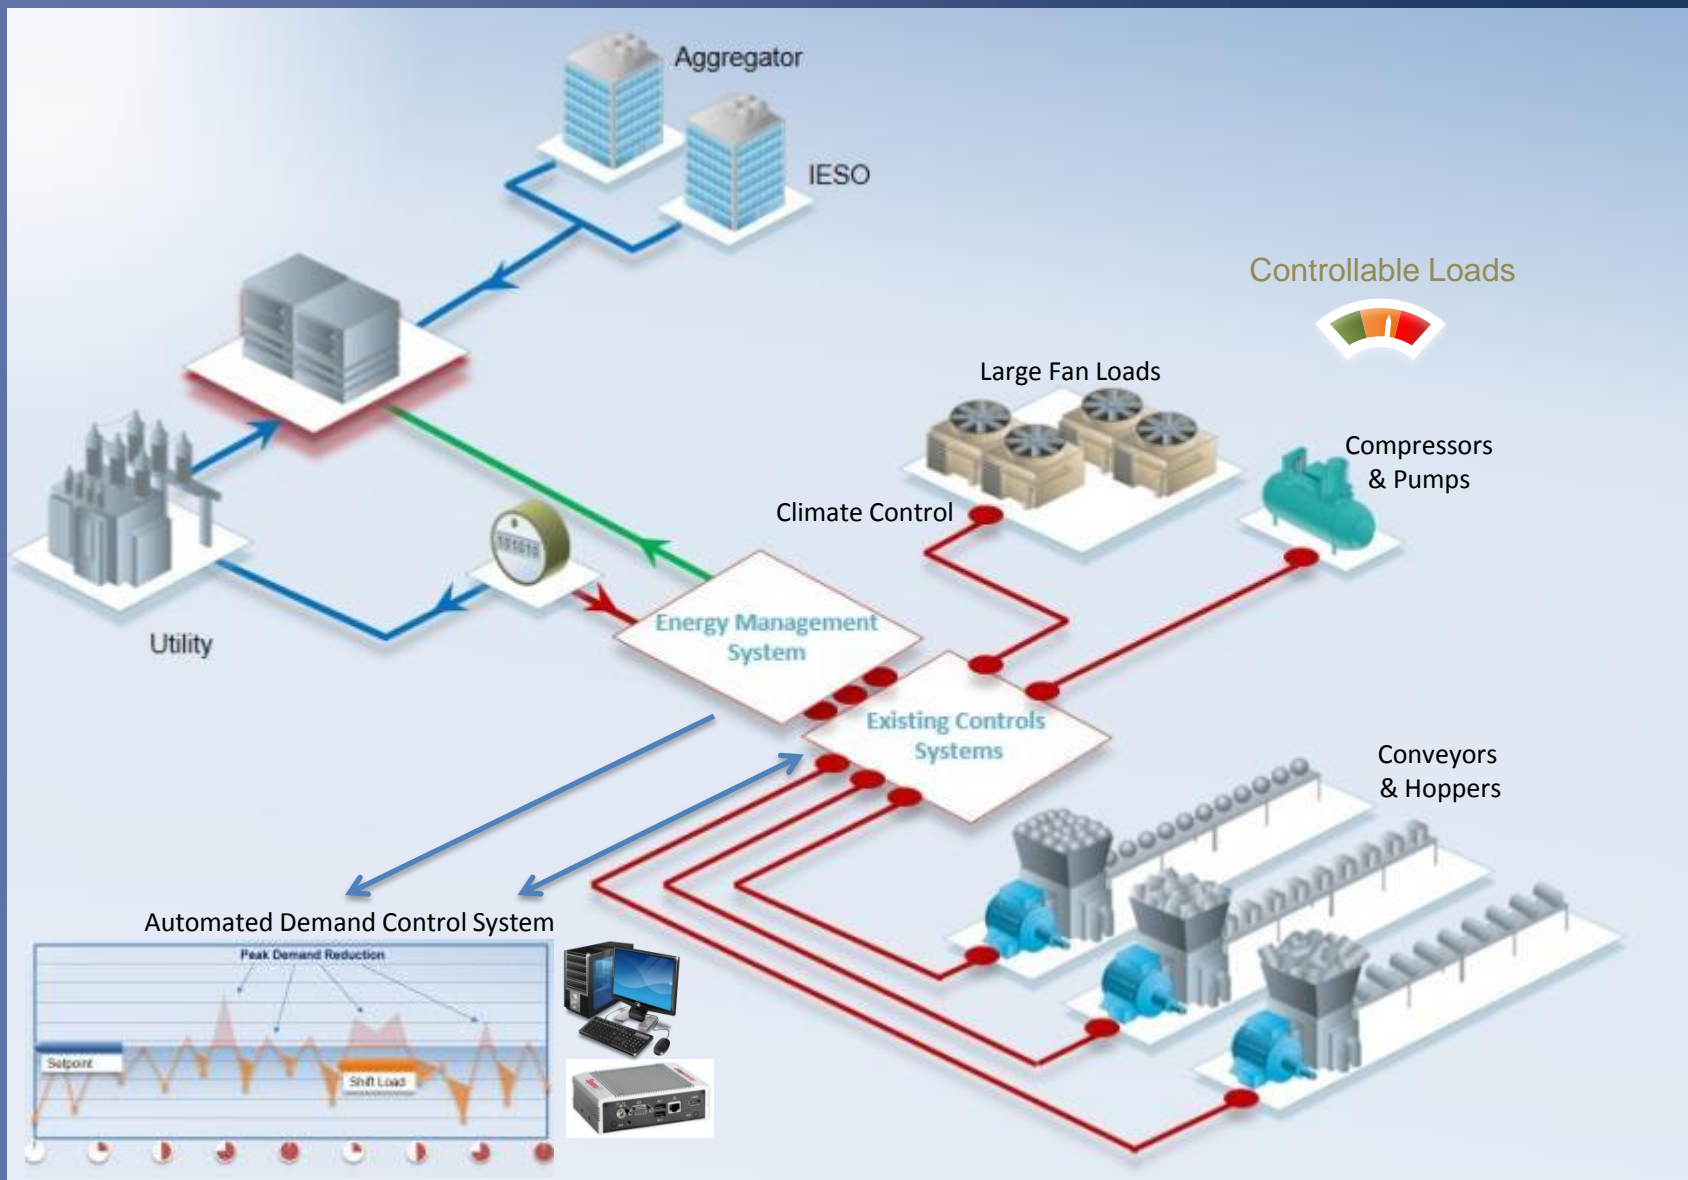 Aggregator
IESO
Controllable Loads
Large Fan Loads
Compressors
& Pumps
Climate Control
101010
Utility
Energy Management
System
Existing Controls
Systems
Conveyors
& Hoppers
Automated Demand Control System
Peak Demand Reduction
Setpoint
Shift Load